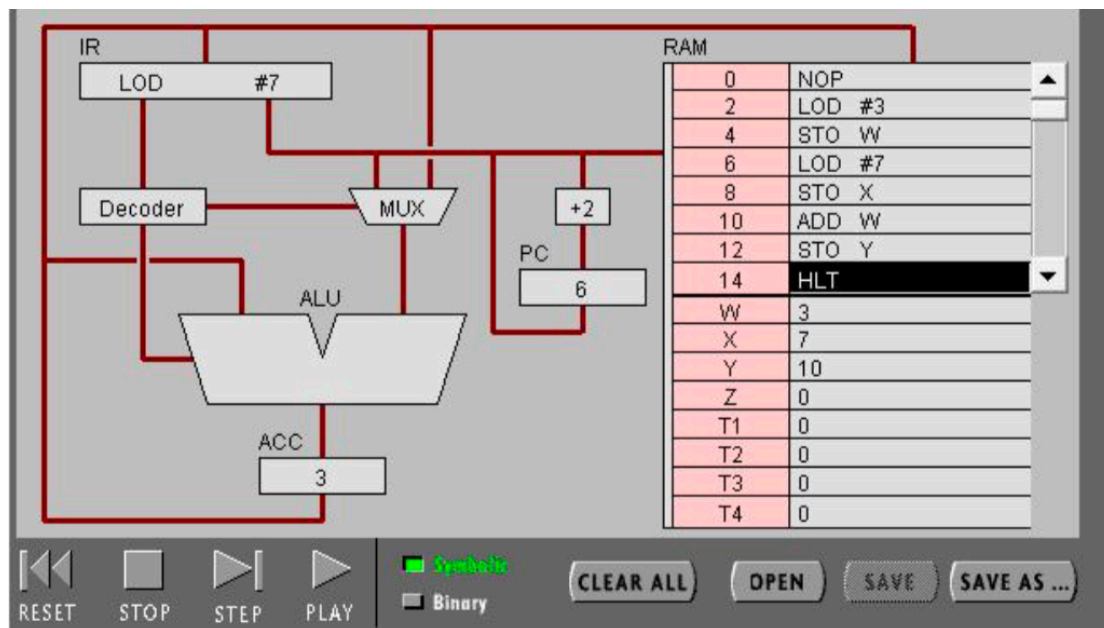 IR
LOD #7
Decoder
MUX
+2
PC
6
ALU
ACC
3
RAM
0 NOP
2 LOD #3
4 STO W
6 LOD #7
8 STO X
10 ADD W
12 STO Y
14 HLT
W 3
X 7
Y 10
Z 0
T1 0
T2 0
T3 0
T4 0
RESET STOP STEP PLAY
Symbolic
Binary
CLEAR ALL OPEN SAVE SAVE AS ...